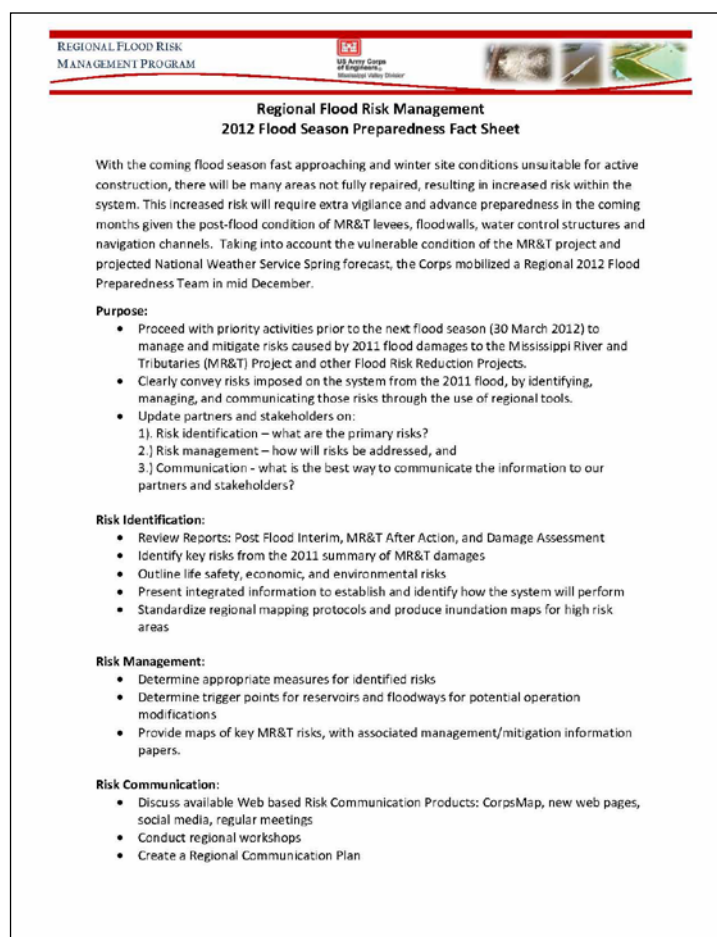 REGIONAL FLOOD RISK
MANAGEMENT PROGRAM
US Army Corps
of Engineers
Mississippi Valley Division
Regional Flood Risk Management
2012 Flood Season Preparedness Fact Sheet
With the coming flood season fast approaching and winter site conditions unsuitable for active
construction, there will be many areas not fully repaired, resulting in increased risk within the
system. This increased risk will require extra vigilance and advance preparedness in the coming
months given the post-flood condition of MR&T levees, floodwalls, water control structures and
navigation channels.  Taking into account the vulnerable condition of the MR&T project and
projected National Weather Service Spring forecast, the Corps mobilized a Regional 2012 Flood
Preparedness Team in mid December.
Purpose:
• Proceed with priority activities prior to the next flood season (30 March 2012) to
manage and mitigate risks caused by 2011 flood damages to the Mississippi River and
Tributaries (MR&T) Project and other Flood Risk Reduction Projects.
• Clearly convey risks imposed on the system from the 2011 flood, by identifying,
managing, and communicating those risks through the use of regional tools.
• Update partners and stakeholders on:
1). Risk identification – what are the primary risks?
2.) Risk management – how will risks be addressed, and
3.) Communication - what is the best way to communicate the information to our
partners and stakeholders?
Risk Identification:
• Review Reports: Post Flood Interim, MR&T After Action, and Damage Assessment
• Identify key risks from the 2011 summary of MR&T damages
• Outline life safety, economic, and environmental risks
• Present integrated information to establish and identify how the system will perform
• Standardize regional mapping protocols and produce inundation maps for high risk
areas
Risk Management:
• Determine appropriate measures for identified risks
• Determine trigger points for reservoirs and floodways for potential operation
modifications
• Provide maps of key MR&T risks, with associated management/mitigation information
papers.
Risk Communication:
• Discuss available Web based Risk Communication Products: CorpsMap, new web pages,
social media, regular meetings
• Conduct regional workshops
• Create a Regional Communication Plan